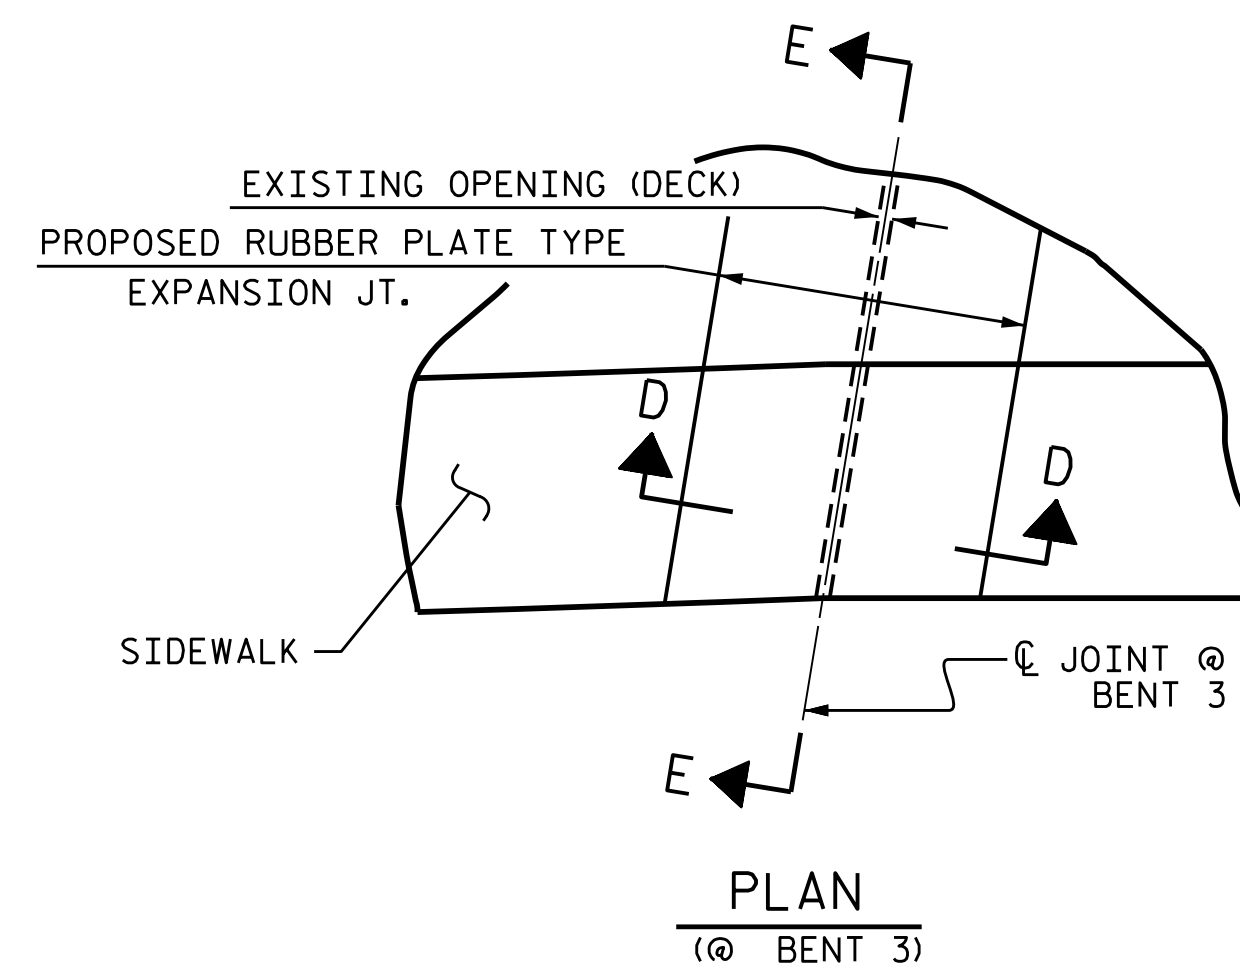 E
EXISTING OPENING (DECK)
PROPOSED RUBBER PLATE TYPE
EXPANSION JT.
D
D
SIDEWALK
℄ JOINT @
BENT 3
E
PLAN
(@ BENT 3)